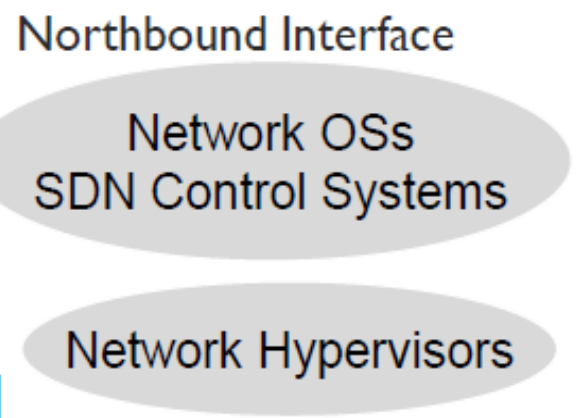 Northbound Interface
Network OSs
SDN Control Systems
Network Hypervisors